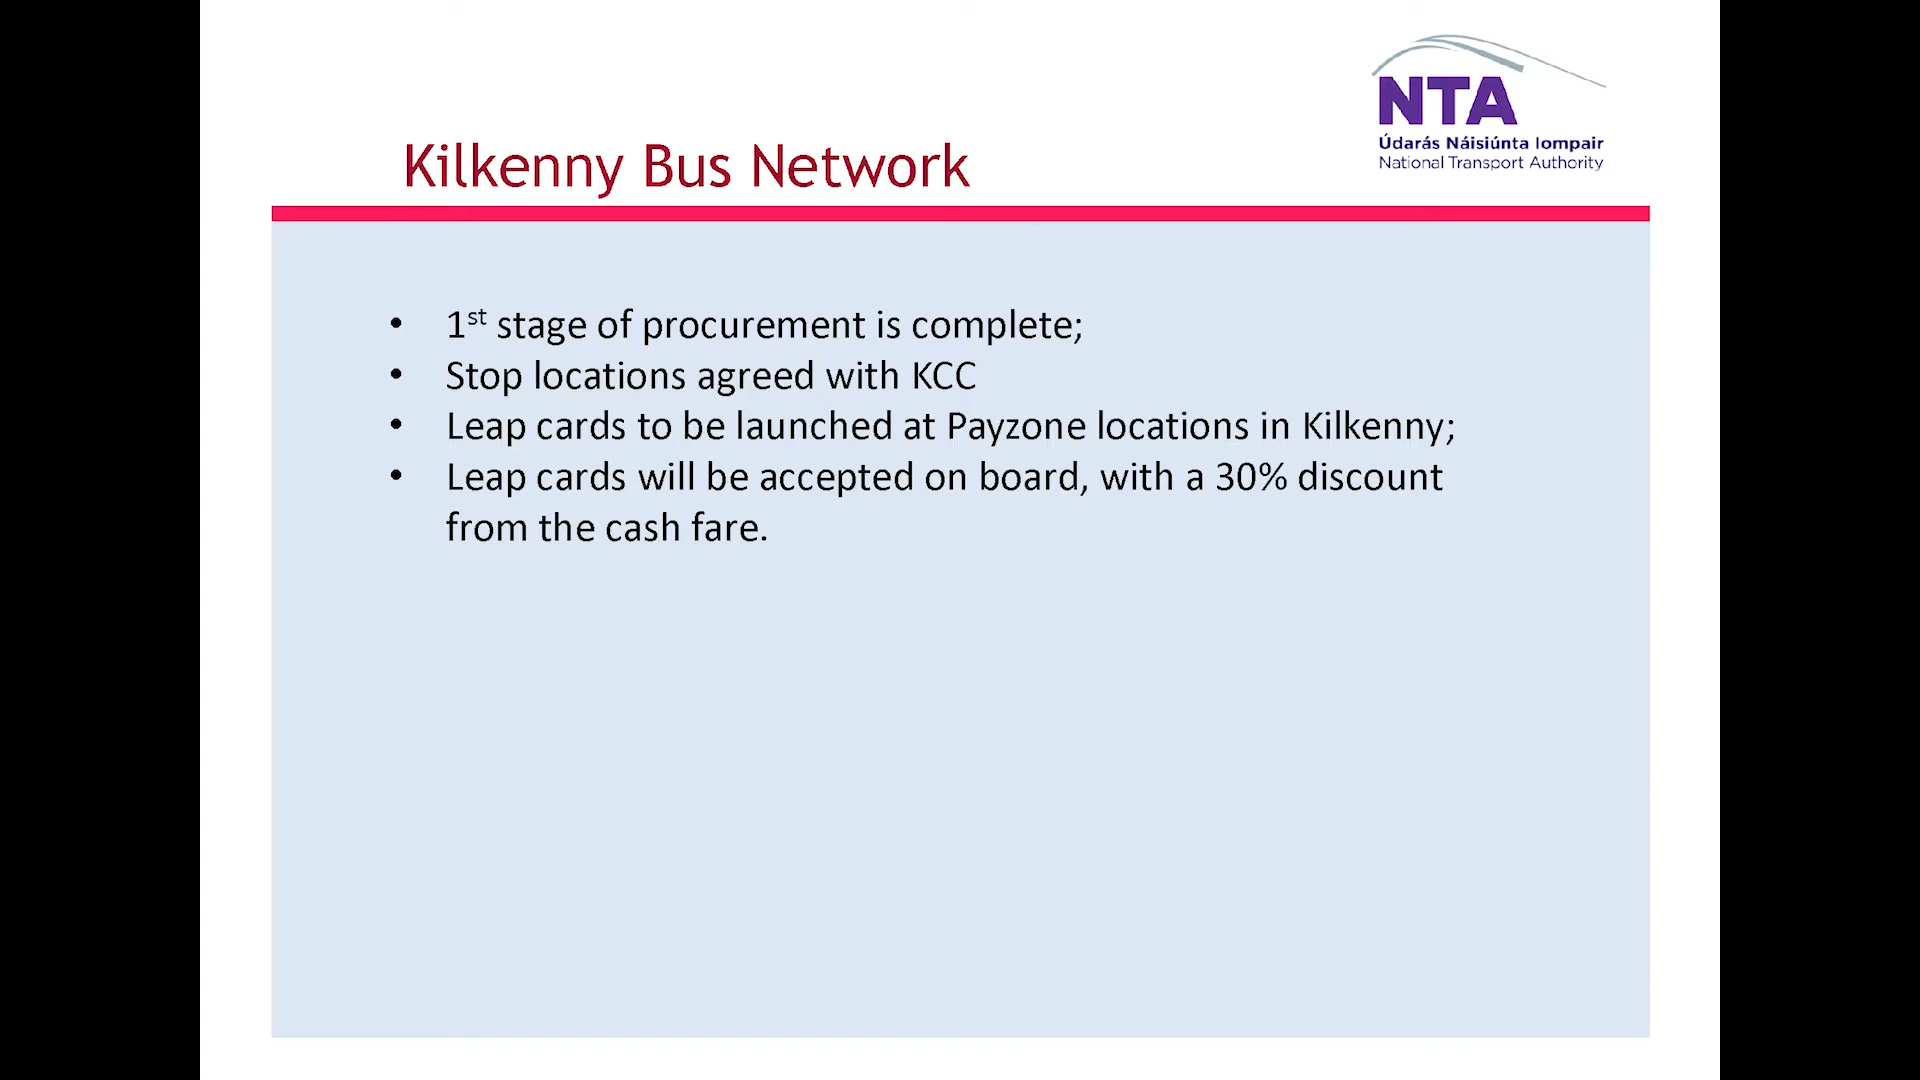 NTA
Údarás Náisiúnta Iompair
National Transport Authority
Kilkenny Bus Network
• 1st stage of procurement is complete;
• Stop locations agreed with KCC
• Leap cards to be launched at Payzone locations in Kilkenny;
• Leap cards will be accepted on board, with a 30% discount
from the cash fare.